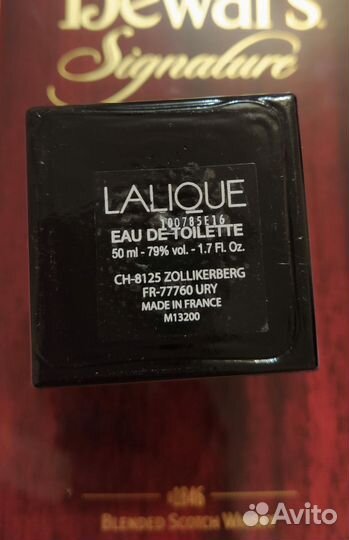 Dewar's
Signature
LALIQUE
100785E16
EAU DE TOILETTE
50 ml - 79% vol. - 1.7 Fl. Oz.
CH-8125 ZOLLIKERBERG
FR-77760 URY
MADE IN FRANCE
M13200
1846
BLENDED SCOTCH
Avito